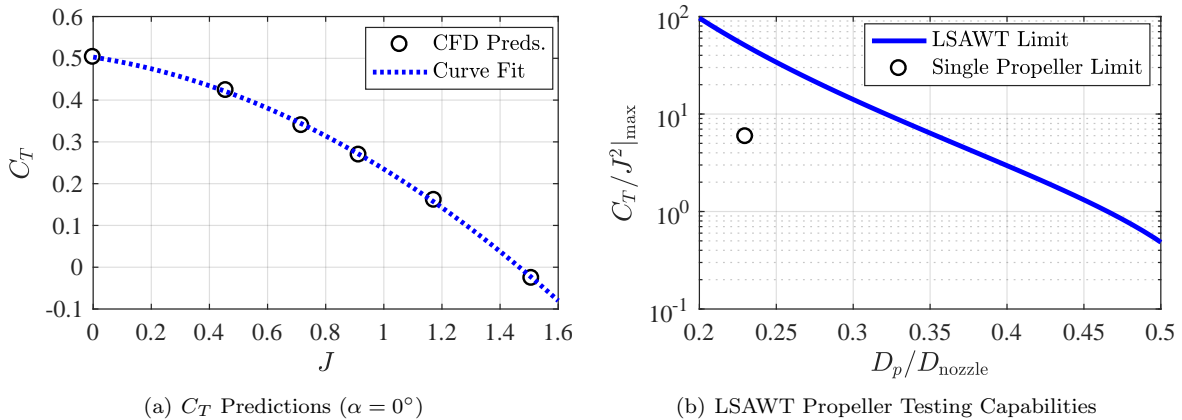 0.6
0.5
0.4
0.3
0.2
0.1
0
-0.1
C_T
CFD Preds.
Curve Fit
0 0.2 0.4 0.6 0.8 1 1.2 1.4 1.6
J
(a) C_T Predictions (α = 0°)
10^2
10^1
10^0
10^-1
C_T/J^2|max
LSAWT Limit
Single Propeller Limit
0.2 0.25 0.3 0.35 0.4 0.45 0.5
D_p/D_nozzle
(b) LSAWT Propeller Testing Capabilities